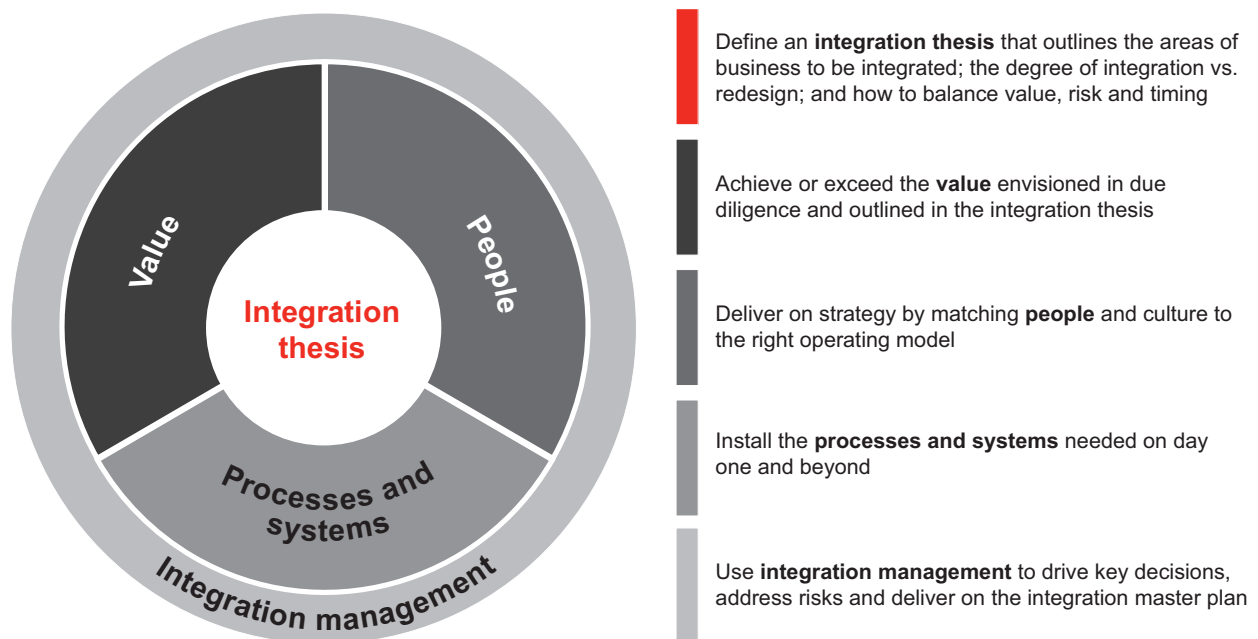 Value
People
Integration
thesis
Processes and
systems
Integration management
Define an integration thesis that outlines the areas of
business to be integrated; the degree of integration vs.
redesign; and how to balance value, risk and timing
Achieve or exceed the value envisioned in due
diligence and outlined in the integration thesis
Deliver on strategy by matching people and culture to
the right operating model
Install the processes and systems needed on day
one and beyond
Use integration management to drive key decisions,
address risks and deliver on the integration master plan